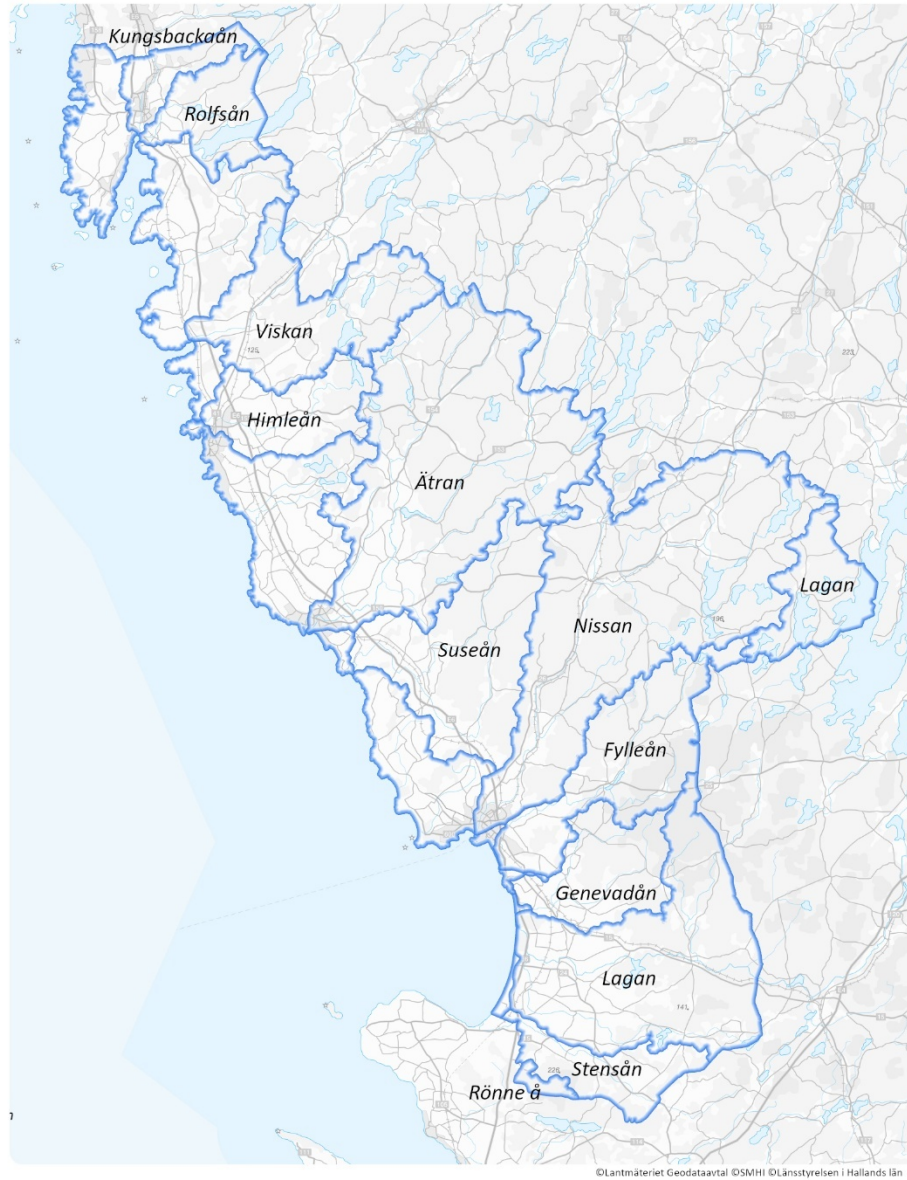 Kungsbackaån
Rolfsån
Viskan
Himleån
Ätran
Lagan
Nissan
Suseån
Fylleån
Genevadån
Lagan
Stensån
Rönne å
©Lantmäteriet Geodataavtal ©SMHI ©Länsstyrelsen i Hallands län